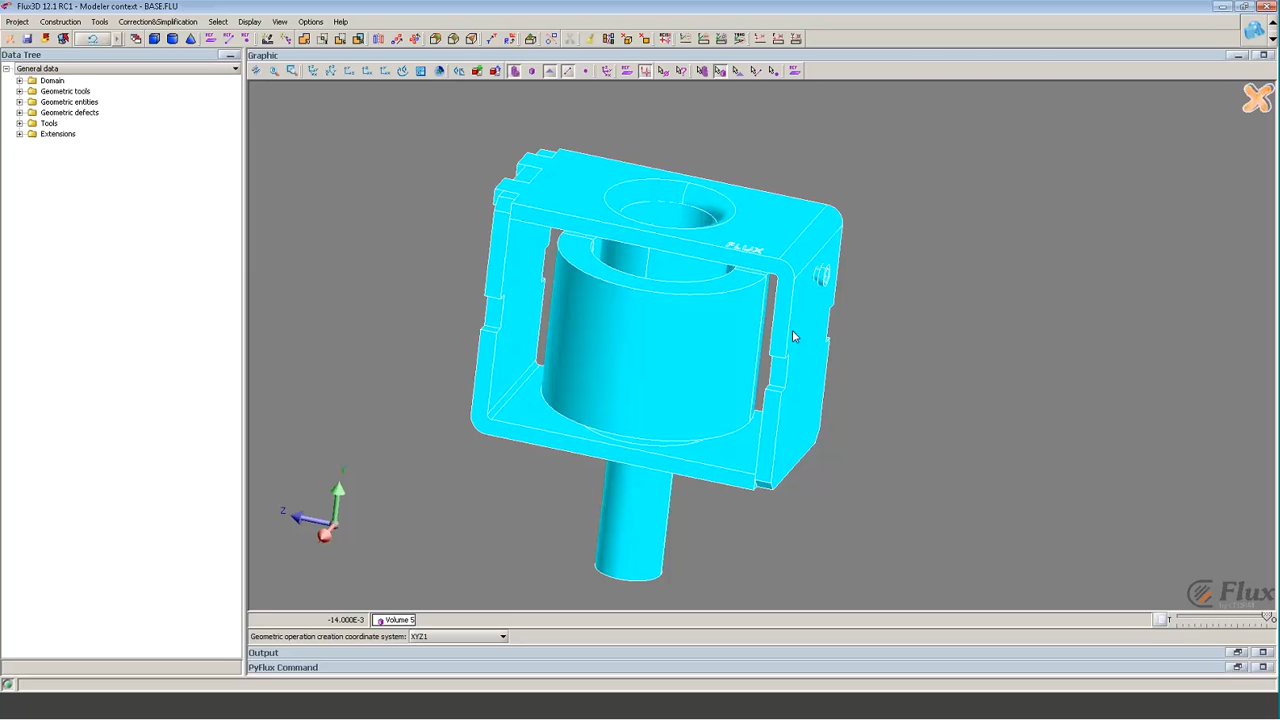 Flux3D 12.1 RC1 - Modeler context - BASE.FLU
Project Construction Tools Correction&Simplification Select Display View Options Help
Data Tree
General data
Domain
Geometric tools
Geometric entities
Geometric defects
Tools
Extensions
Graphic
FLUX
Z
Flux
-14.000E-3 Volume 5
T O
Geometric operation creation coordinate system: XYZ1
Output
PyFlux Command